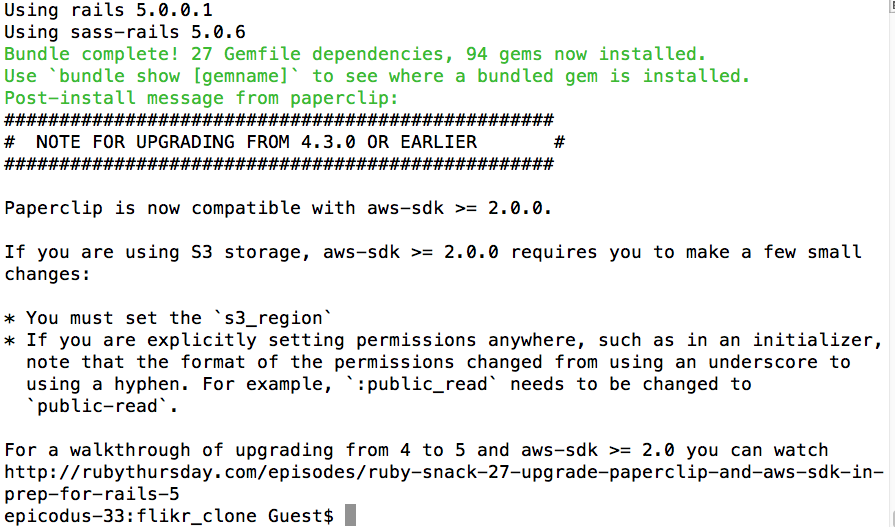 Using rails 5.0.0.1
Using sass-rails 5.0.6
Bundle complete! 27 Gemfile dependencies, 94 gems now installed.
Use `bundle show [gemname]` to see where a bundled gem is installed.
Post-install message from paperclip:
##################################################
#  NOTE FOR UPGRADING FROM 4.3.0 OR EARLIER       #
##################################################
Paperclip is now compatible with aws-sdk >= 2.0.0.
If you are using S3 storage, aws-sdk >= 2.0.0 requires you to make a few small
changes:
* You must set the `s3_region`
* If you are explicitly setting permissions anywhere, such as in an initializer,
  note that the format of the permissions changed from using an underscore to
  using a hyphen. For example, `:public_read` needs to be changed to
  `public-read`.
For a walkthrough of upgrading from 4 to 5 and aws-sdk >= 2.0 you can watch
http://rubythursday.com/episodes/ruby-snack-27-upgrade-paperclip-and-aws-sdk-in-
prep-for-rails-5
epicodus-33:flikr_clone Guest$